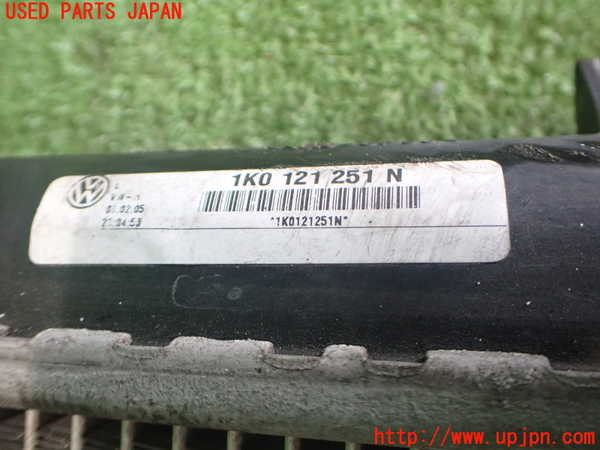 USED PARTS JAPAN
1K0 121 251 N
*1K0121251N*
http://www.upjpn.com/